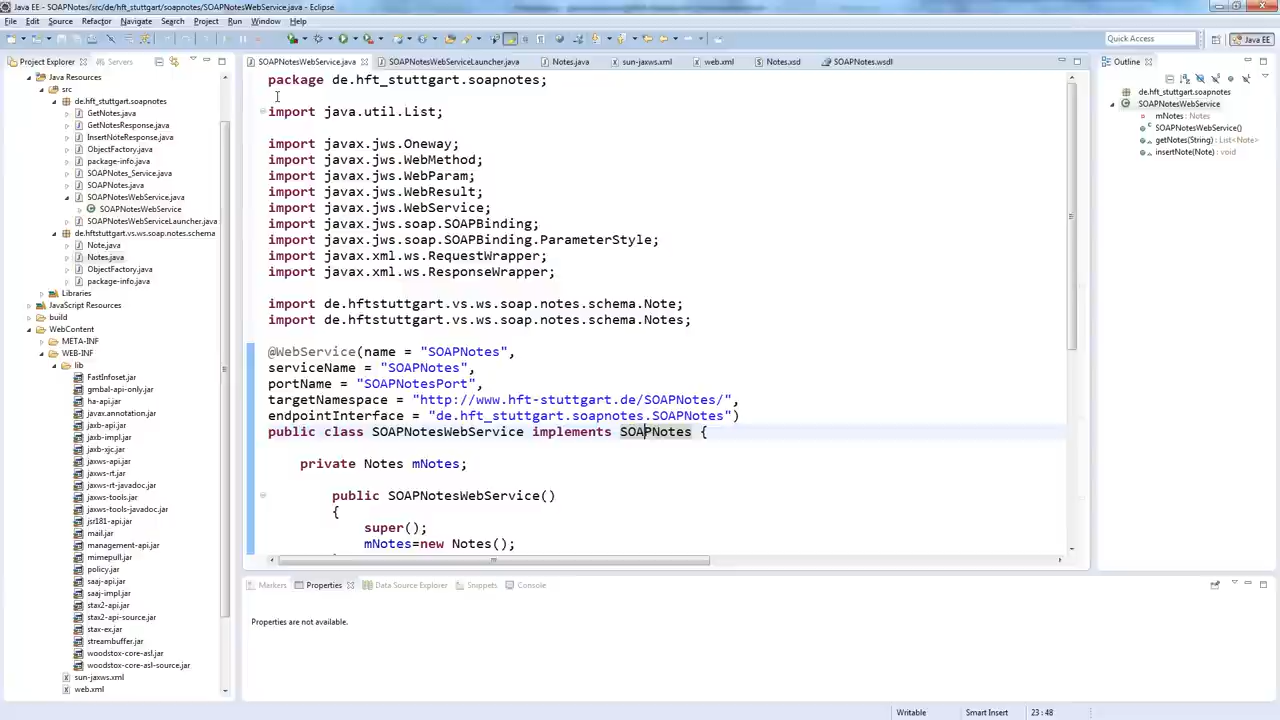 Java EE - SOAPNotes/src/de/hft_stuttgart/soapnotes/SOAPNotesWebService.java - Eclipse
File Edit Source Refactor Navigate Search Project Run Window Help
Quick Access
Java EE
Project Explorer Servers
Java Resources
src
de.hft_stuttgart.soapnotes
GetNotes.java
GetNotesResponse.java
InsertNoteResponse.java
ObjectFactory.java
package-info.java
SOAPNotes_Service.java
SOAPNotes.java
SOAPNotesWebService.java
SOAPNotesWebService
SOAPNotesWebServiceLauncher.java
de.hftstuttgart.vs.ws.soap.notes.schema
Note.java
Notes.java
ObjectFactory.java
package-info.java
Libraries
JavaScript Resources
build
WebContent
META-INF
WEB-INF
lib
FastInfoset.jar
gmbal-api-only.jar
ha-api.jar
javax.annotation.jar
jaxb-api.jar
jaxb-impl.jar
jaxb-xjc.jar
jaxws-api.jar
jaxws-rt.jar
jaxws-rt-javadoc.jar
jaxws-tools.jar
jaxws-tools-javadoc.jar
jsr181-api.jar
mail.jar
management-api.jar
mimepull.jar
policy.jar
saaj-api.jar
saaj-impl.jar
stax2-api.jar
stax2-api-source.jar
stax-ex.jar
streambuffer.jar
woodstox-core-asl.jar
woodstox-core-asl-source.jar
sun-jaxws.xml
web.xml
SOAPNotesWebService.java SOAPNotesWebServiceLauncher.java Notes.java sun-jaxws.xml web.xml Notes.xsd SOAPNotes.wsdl
package de.hft_stuttgart.soapnotes;
import java.util.List;
import javax.jws.Oneway;
import javax.jws.WebMethod;
import javax.jws.WebParam;
import javax.jws.WebResult;
import javax.jws.WebService;
import javax.jws.soap.SOAPBinding;
import javax.jws.soap.SOAPBinding.ParameterStyle;
import javax.xml.ws.RequestWrapper;
import javax.xml.ws.ResponseWrapper;
import de.hftstuttgart.vs.ws.soap.notes.schema.Note;
import de.hftstuttgart.vs.ws.soap.notes.schema.Notes;
@WebService(name = "SOAPNotes",
serviceName = "SOAPNotes",
portName = "SOAPNotesPort",
targetNamespace = "http://www.hft-stuttgart.de/SOAPNotes/",
endpointInterface = "de.hft_stuttgart.soapnotes.SOAPNotes")
public class SOAPNotesWebService implements SOAPNotes {
private Notes mNotes;
public SOAPNotesWebService()
{
super();
mNotes=new Notes();
Outline
de.hft_stuttgart.soapnotes
SOAPNotesWebService
mNotes : Notes
SOAPNotesWebService()
getNotes(String) : List<Note>
insertNote(Note) : void
Markers Properties Data Source Explorer Snippets Console
Properties are not available.
Writable Smart Insert 23 : 48